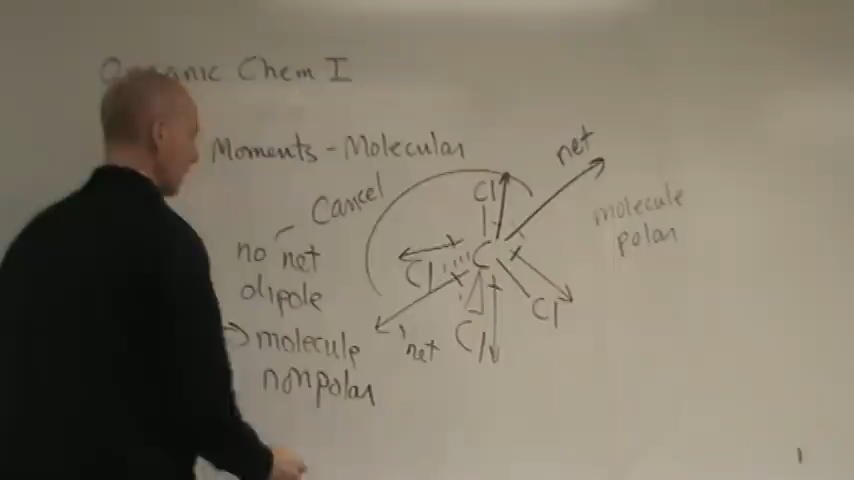 Organic Chem I
Moments - Molecular
Cancel
no net
dipole
→ molecule
nonpolar
net
molecule
polar
Cl
C
Cl
Cl
Cl
net